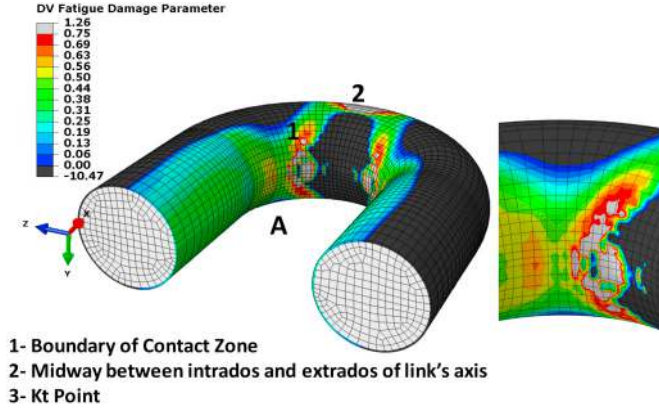 DV Fatigue Damage Parameter
1.26
0.75
0.69
0.63
0.56
0.50
0.44
0.38
0.31
0.25
0.19
0.13
0.06
0.00
-10.47
2
1
A
X
Z
Y
1- Boundary of Contact Zone
2- Midway between intrados and extrados of link's axis
3- Kt Point